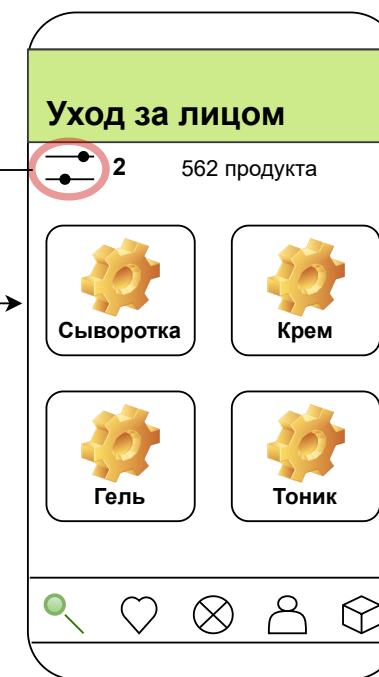 Уход за лицом
2 562 продукта
Сыворотка Крем
Гель Тоник